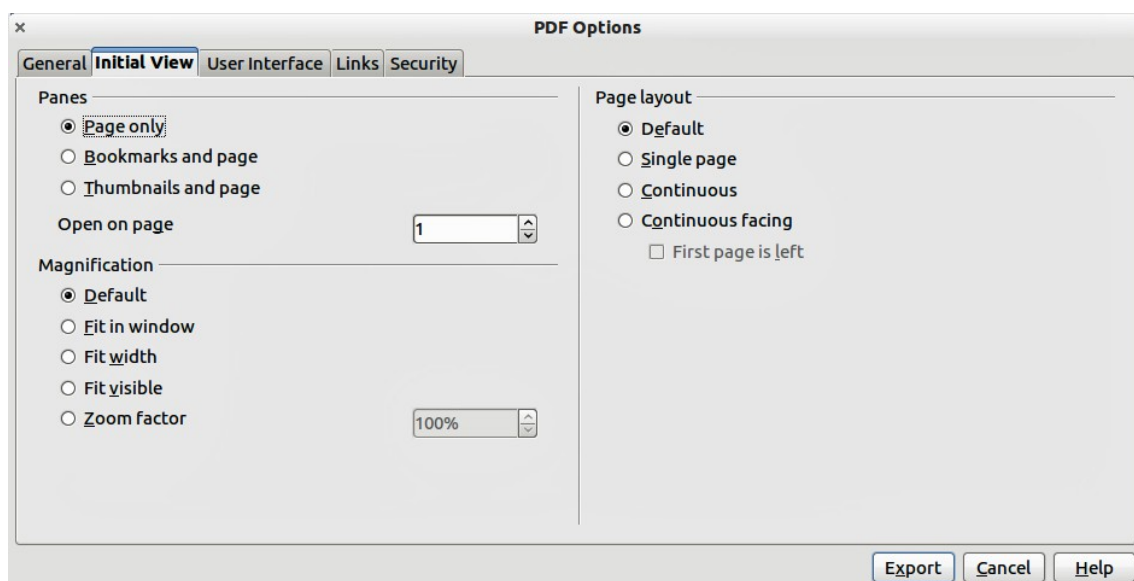 ×
PDF Options
General Initial View User Interface Links Security
Panes
Page only
Bookmarks and page
Thumbnails and page
Open on page 1
Magnification
Default
Fit in window
Fit width
Fit visible
Zoom factor 100%
Page layout
Default
Single page
Continuous
Continuous facing
First page is left
Export Cancel Help